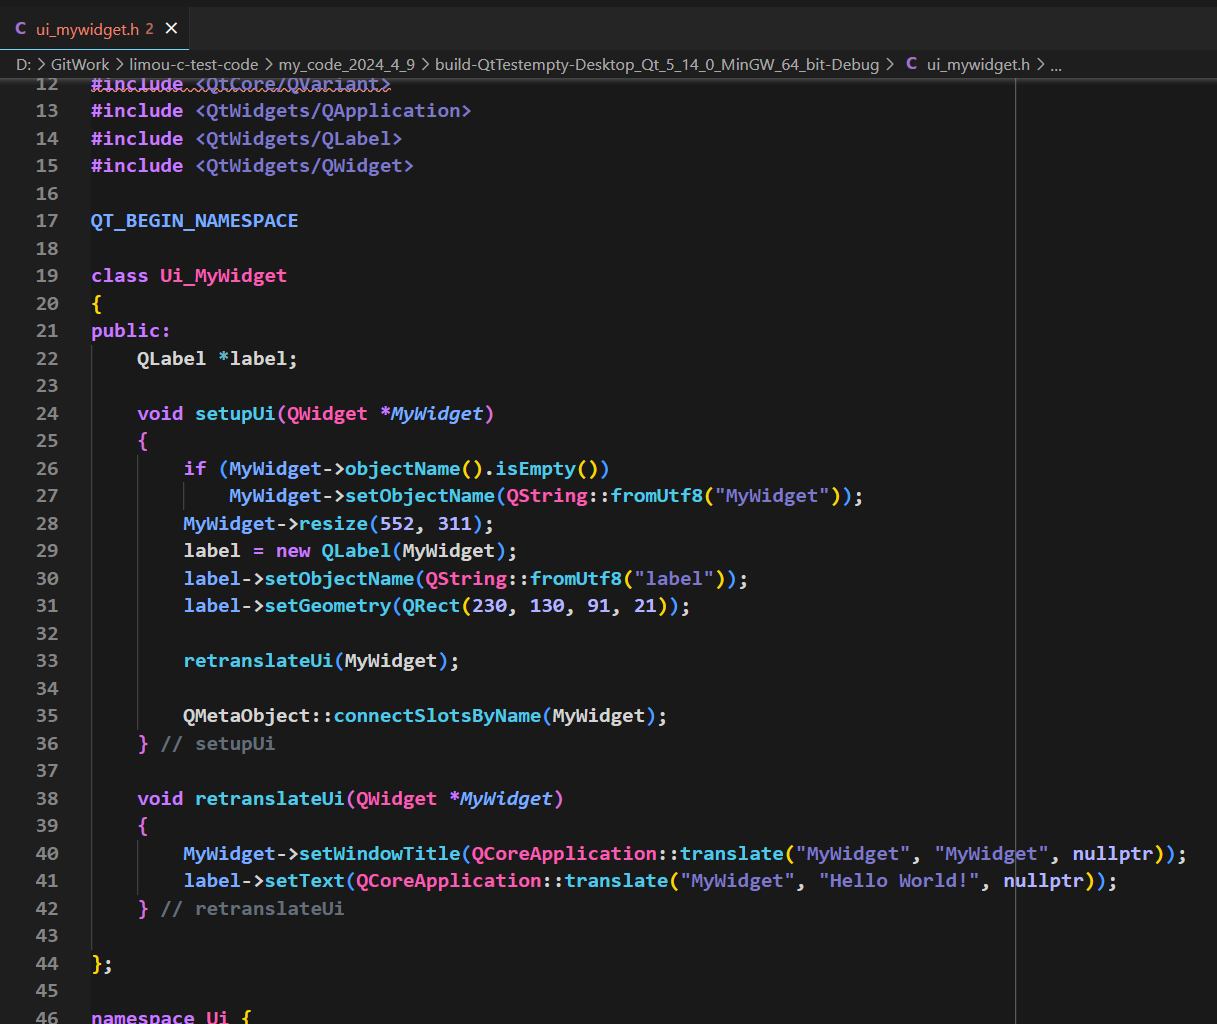 C ui_mywidget.h 2 ×
D: > GitWork > limou-c-test-code > my_code_2024_4_9 > build-QtTestempty-Desktop_Qt_5_14_0_MinGW_64_bit-Debug > C ui_mywidget.h > ...
12 #include <QtCore/QVariant>
13 #include <QtWidgets/QApplication>
14 #include <QtWidgets/QLabel>
15 #include <QtWidgets/QWidget>
16
17 QT_BEGIN_NAMESPACE
18
19 class Ui_MyWidget
20 {
21 public:
22     QLabel *label;
23
24     void setupUi(QWidget *MyWidget)
25     {
26         if (MyWidget->objectName().isEmpty())
27             MyWidget->setObjectName(QString::fromUtf8("MyWidget"));
28         MyWidget->resize(552, 311);
29         label = new QLabel(MyWidget);
30         label->setObjectName(QString::fromUtf8("label"));
31         label->setGeometry(QRect(230, 130, 91, 21));
32
33         retranslateUi(MyWidget);
34
35         QMetaObject::connectSlotsByName(MyWidget);
36     } // setupUi
37
38     void retranslateUi(QWidget *MyWidget)
39     {
40         MyWidget->setWindowTitle(QCoreApplication::translate("MyWidget", "MyWidget", nullptr));
41         label->setText(QCoreApplication::translate("MyWidget", "Hello World!", nullptr));
42     } // retranslateUi
43
44 };
45
46 namespace Ui {